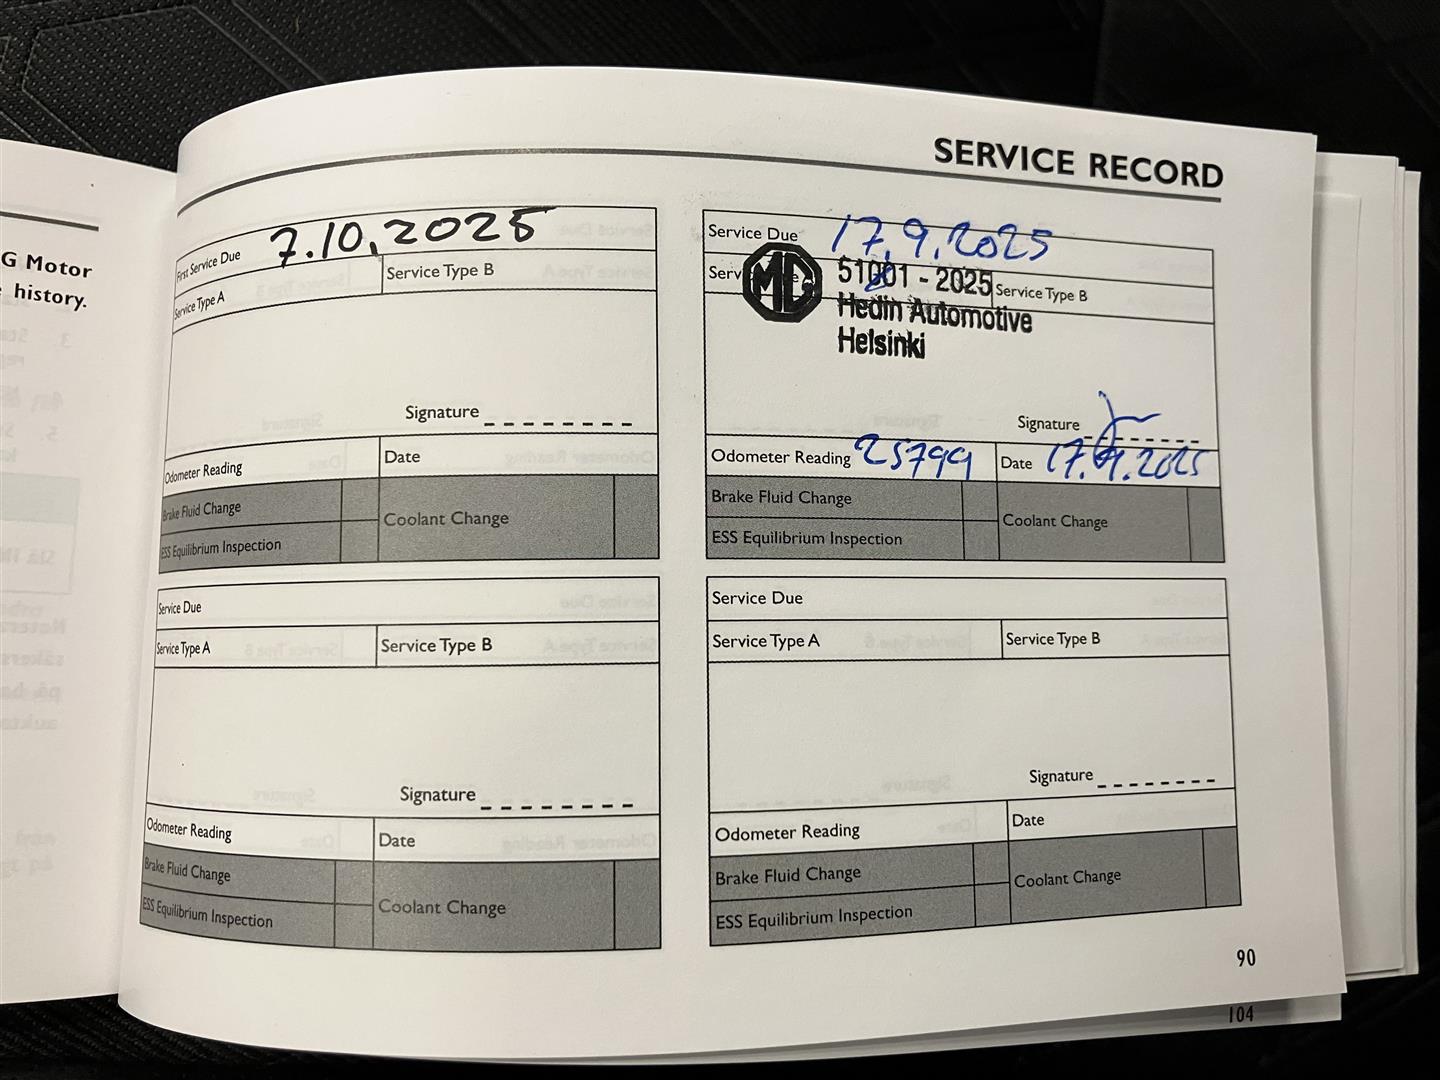 G Motor
history.
SERVICE RECORD
First Service Due 7.10.2025
Service Type A
Service Type B
Signature
Odometer Reading
Date
Brake Fluid Change
ESS Equilibrium Inspection
Coolant Change
Service Due 17.9.2025
MG
51001 - 2025
Service Type B
Hedin Automotive
Helsinki
Signature
Odometer Reading 25799
Date 17.9.2025
Brake Fluid Change
ESS Equilibrium Inspection
Coolant Change
Service Due
Service Type A
Service Type B
Signature
Odometer Reading
Date
Brake Fluid Change
ESS Equilibrium Inspection
Coolant Change
Service Due
Service Type A
Service Type B
Signature
Odometer Reading
Date
Brake Fluid Change
ESS Equilibrium Inspection
Coolant Change
90
104